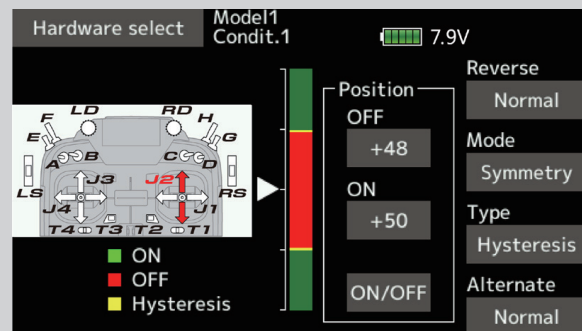 Hardware select
Model1
Condit.1
7.9V
LD
RD
F
H
E
G
A
B
C
D
J3
J2
LS
RS
J4
J1
T4
T3
T2
T1
ON
OFF
Hysteresis
Position
OFF
+48
ON
+50
ON/OFF
Reverse
Normal
Mode
Symmetry
Type
Hysteresis
Alternate
Normal